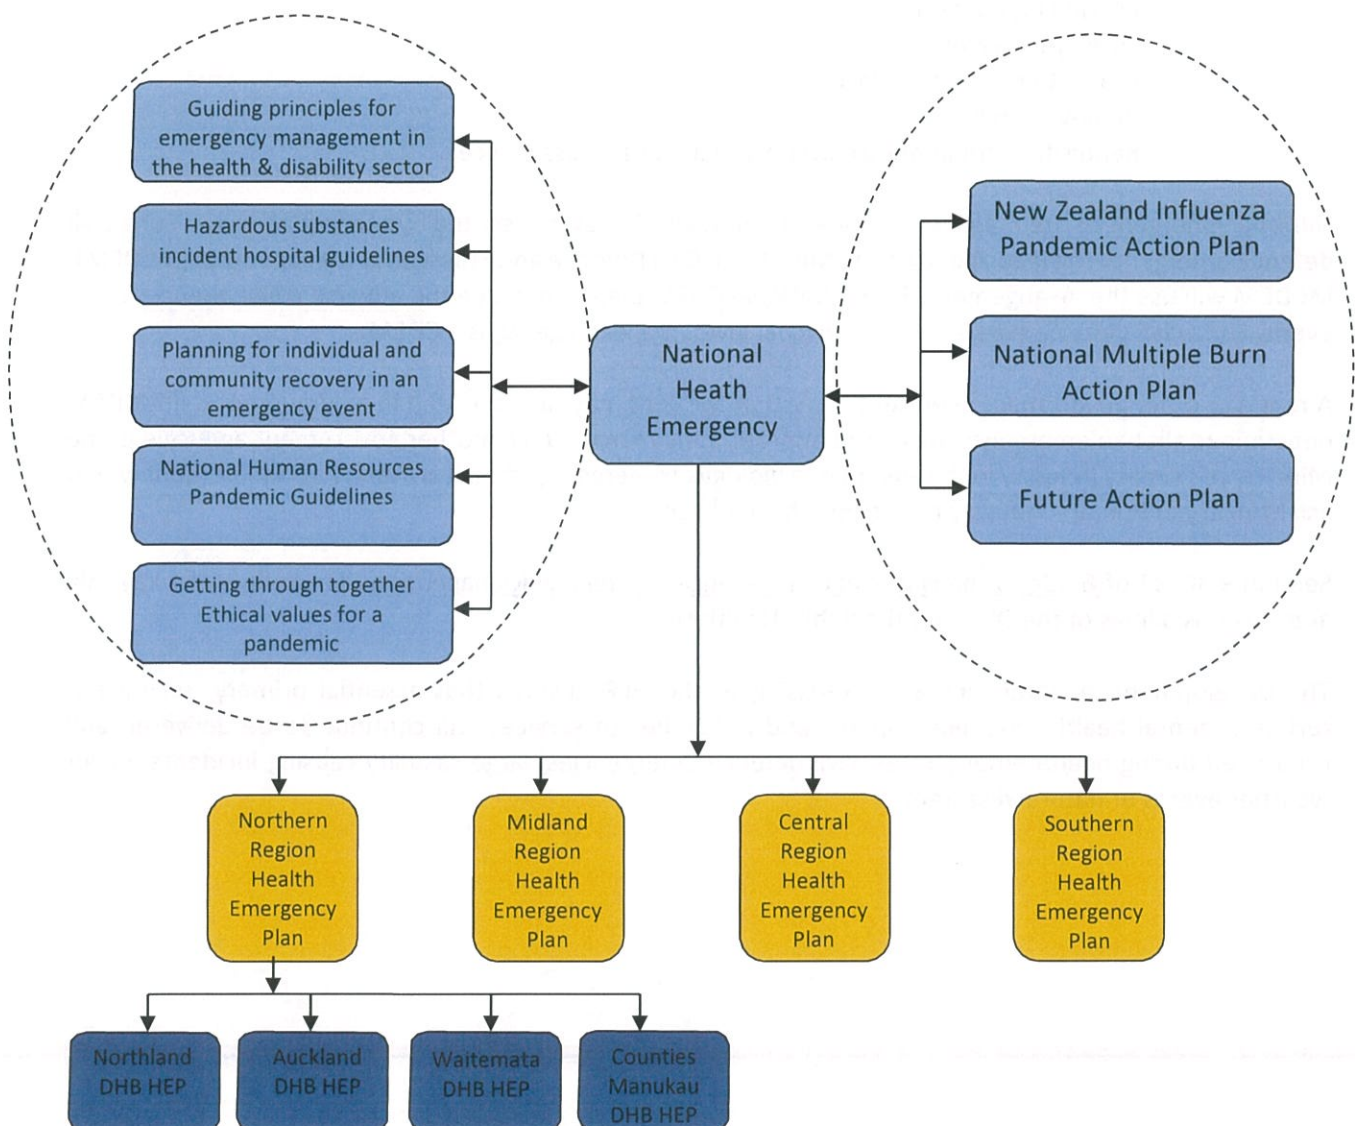 Guiding principles for
emergency management in
the health & disability sector
Hazardous substances
incident hospital guidelines
Planning for individual and
community recovery in an
emergency event
National Human Resources
Pandemic Guidelines
Getting through together
Ethical values for a
pandemic
National
Heath
Emergency
New Zealand Influenza
Pandemic Action Plan
National Multiple Burn
Action Plan
Future Action Plan
Northern
Region
Health
Emergency
Plan
Midland
Region
Health
Emergency
Plan
Central
Region
Health
Emergency
Plan
Southern
Region
Health
Emergency
Plan
Northland
DHB HEP
Auckland
DHB HEP
Waitemata
DHB HEP
Counties
Manukau
DHB HEP